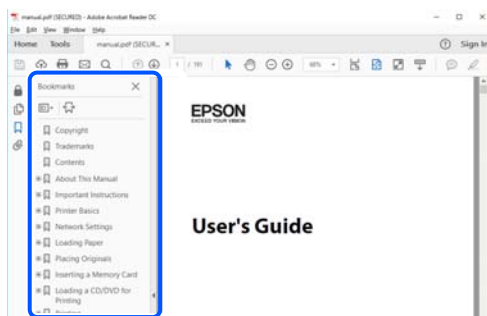 manual.pdf (SECURED) - Adobe Acrobat Reader DC
File Edit View Window Help
Home Tools manual.pdf (SECUR... × Sign In
1 / 191
Bookmarks
Copyright
Trademarks
Contents
About This Manual
Important Instructions
Printer Basics
Network Settings
Loading Paper
Placing Originals
Inserting a Memory Card
Loading a CD/DVD for
Printing
EPSON
EXCEED YOUR VISION
User's Guide